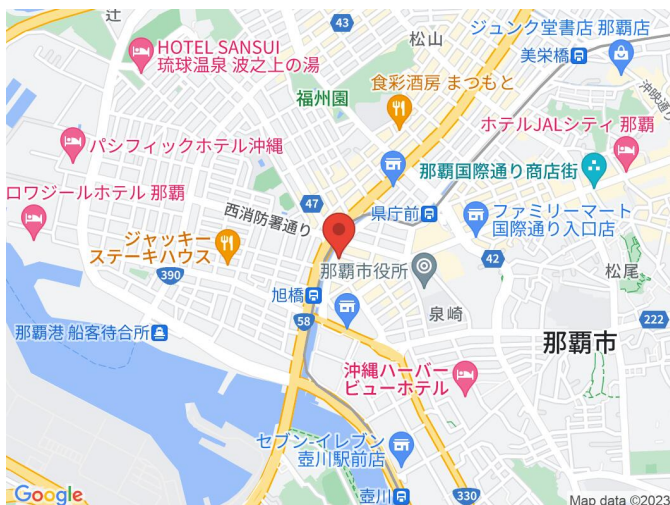 辻
43
松山
ジュンク堂書店 那覇店
HOTEL SANSUI
琉球温泉 波之上の湯
美栄橋
食彩酒房 まつもと
沖映通り
福州園
ホテルJALシティ 那覇
パシフィックホテル沖縄
那覇国際通り商店街
ロワジールホテル 那覇
47
西消防署通り
県庁前
ファミリーマート
国際通り入口店
ジャッキー
ステーキハウス
那覇市役所
42
松尾
390
旭橋
泉崎
58
222
那覇港 船客待合所
那覇市
沖縄ハーバー
ビューホテル
セブン-イレブン
壺川駅前店
壺川
330
Google
Map data ©2023